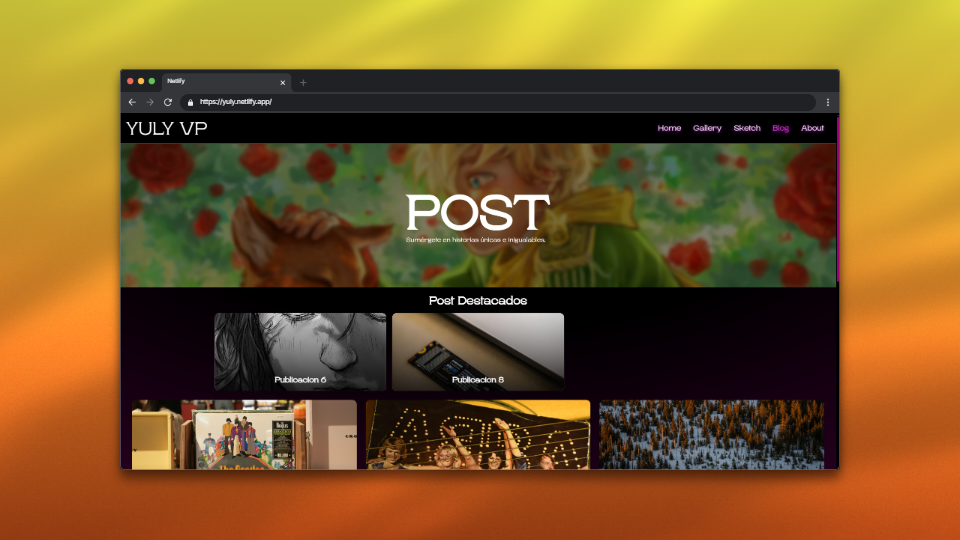 Netlify
https://yuly.netlify.app/
YULY VP
Home Gallery Sketch Blog About
POST
Sumérgete en historias únicas e inigualables.
Post Destacados
Publicacion 6
Publicacion 8